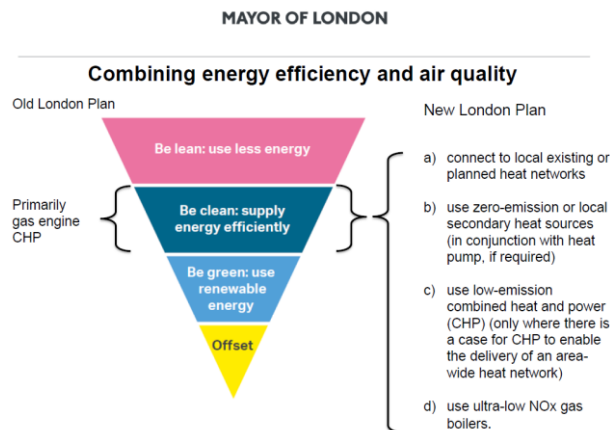 MAYOR OF LONDON
Combining energy efficiency and air quality
Old London Plan
Primarily
gas engine
CHP
Be lean: use less energy
Be clean: supply
energy efficiently
Be green: use
renewable
energy
Offset
New London Plan
a) connect to local existing or
planned heat networks
b) use zero-emission or local
secondary heat sources
(in conjunction with heat
pump, if required)
c) use low-emission
combined heat and power
(CHP) (only where there is
a case for CHP to enable
the delivery of an area-
wide heat network)
d) use ultra-low NOx gas
boilers.